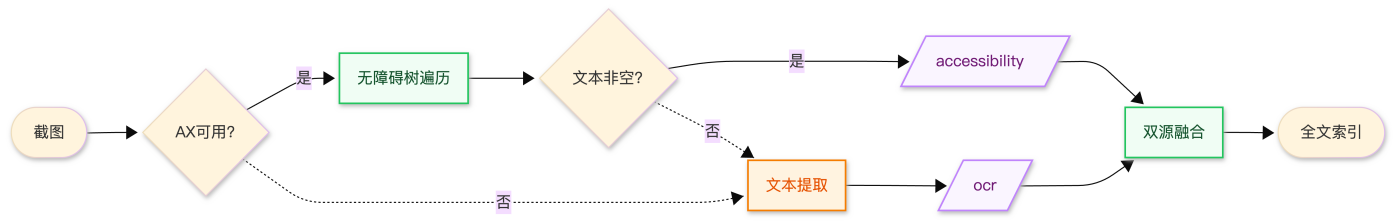 截图
AX可用?
是
无障碍树遍历
文本非空?
是
accessibility
否
否
文本提取
ocr
双源融合
全文索引